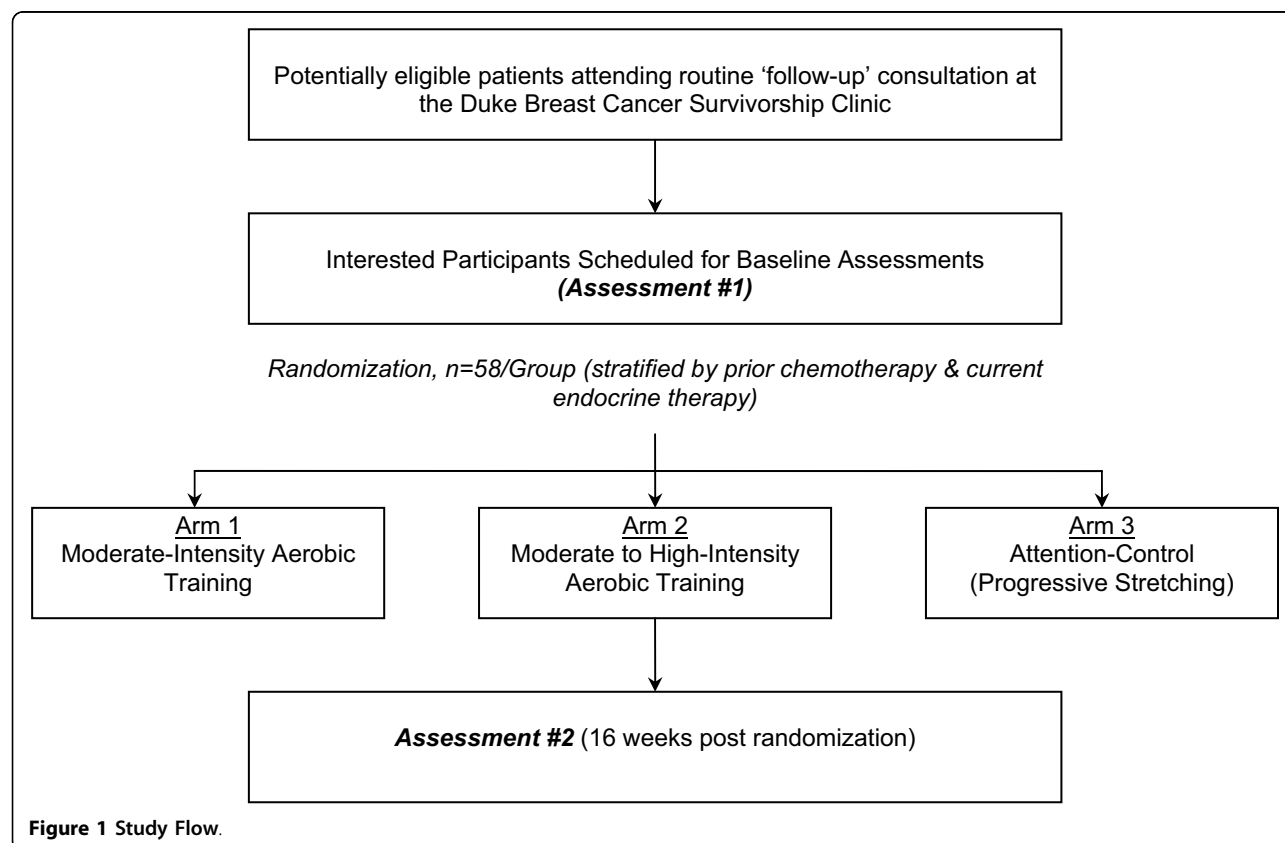 Potentially eligible patients attending routine ‘follow-up’ consultation at
the Duke Breast Cancer Survivorship Clinic
Interested Participants Scheduled for Baseline Assessments
(Assessment #1)
Randomization, n=58/Group (stratified by prior chemotherapy & current
endocrine therapy)
Arm 1
Moderate-Intensity Aerobic
Training
Arm 2
Moderate to High-Intensity
Aerobic Training
Arm 3
Attention-Control
(Progressive Stretching)
Assessment #2 (16 weeks post randomization)
Figure 1 Study Flow.